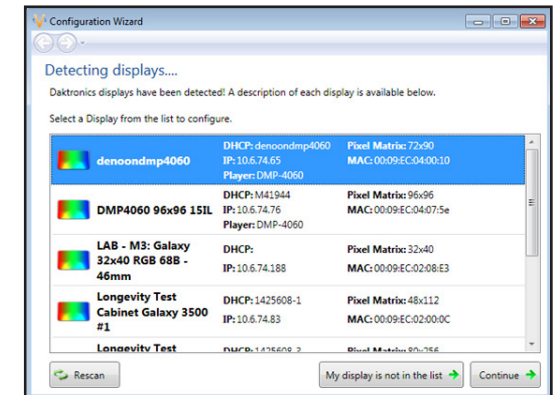 Configuration Wizard
Detecting displays....
Daktronics displays have been detected! A description of each display is available below.
Select a Display from the list to configure.
denoondmp4060
DHCP: denoondmp4060
Pixel Matrix: 72x90
IP: 10.6.74.65
MAC: 00:09:EC:04:00:10
Player: DMP-4060
DMP4060 96x96 15IL
DHCP: M41944
Pixel Matrix: 96x96
IP: 10.6.74.76
MAC: 00:09:EC:04:07:5e
Player: DMP-4060
LAB - M3: Galaxy
32x40 RGB 68B -
46mm
DHCP:
Pixel Matrix: 32x40
IP: 10.6.74.188
MAC: 00:09:EC:02:08:E3
Longevity Test
Cabinet Galaxy 3500
#1
DHCP: 1425608-1
Pixel Matrix: 48x112
IP: 10.6.74.83
MAC: 00:09:EC:02:00:0C
Longevity Test
DHCP: 1425608-2
Pixel Matrix: 80x256
Rescan
My display is not in the list
Continue